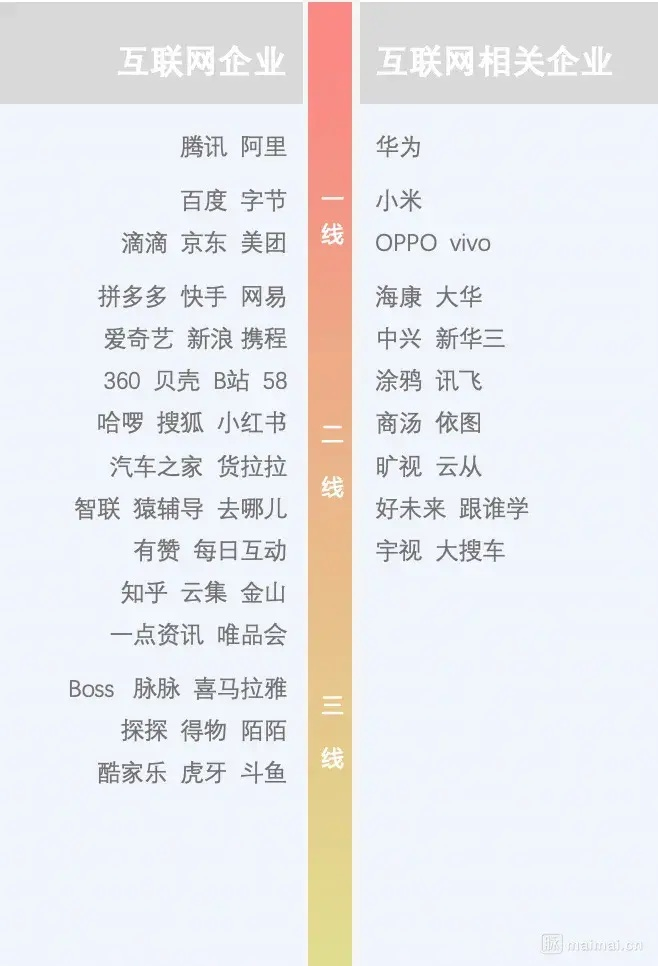 互联网企业 互联网相关企业
腾讯 阿里 华为
百度 字节 一 小米
滴滴 京东 美团 线 OPPO vivo
拼多多 快手 网易 海康 大华
爱奇艺 新浪 携程 中兴 新华三
360 贝壳 B站 58 涂鸦 讯飞
哈啰 搜狐 小红书 二 商汤 依图
汽车之家 货拉拉 线 旷视 云从
智联 猿辅导 去哪儿 好未来 跟谁学
有赞 每日互动 宇视 大搜车
知乎 云集 金山
一点资讯 唯品会
Boss 脉脉 喜马拉雅 三
探探 得物 陌陌 线
酷家乐 虎牙 斗鱼
脉 maimai.cn